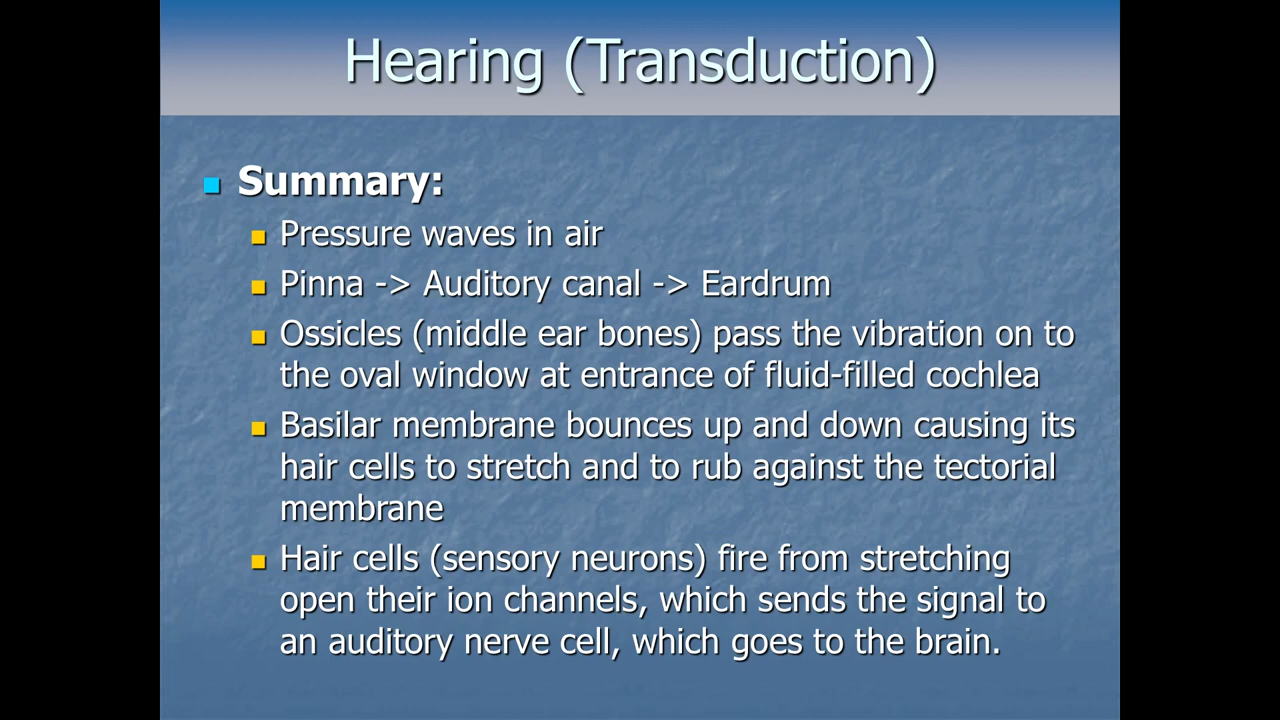 Hearing (Transduction)
Summary:
Pressure waves in air
Pinna -> Auditory canal -> Eardrum
Ossicles (middle ear bones) pass the vibration on to
the oval window at entrance of fluid-filled cochlea
Basilar membrane bounces up and down causing its
hair cells to stretch and to rub against the tectorial
membrane
Hair cells (sensory neurons) fire from stretching
open their ion channels, which sends the signal to
an auditory nerve cell, which goes to the brain.